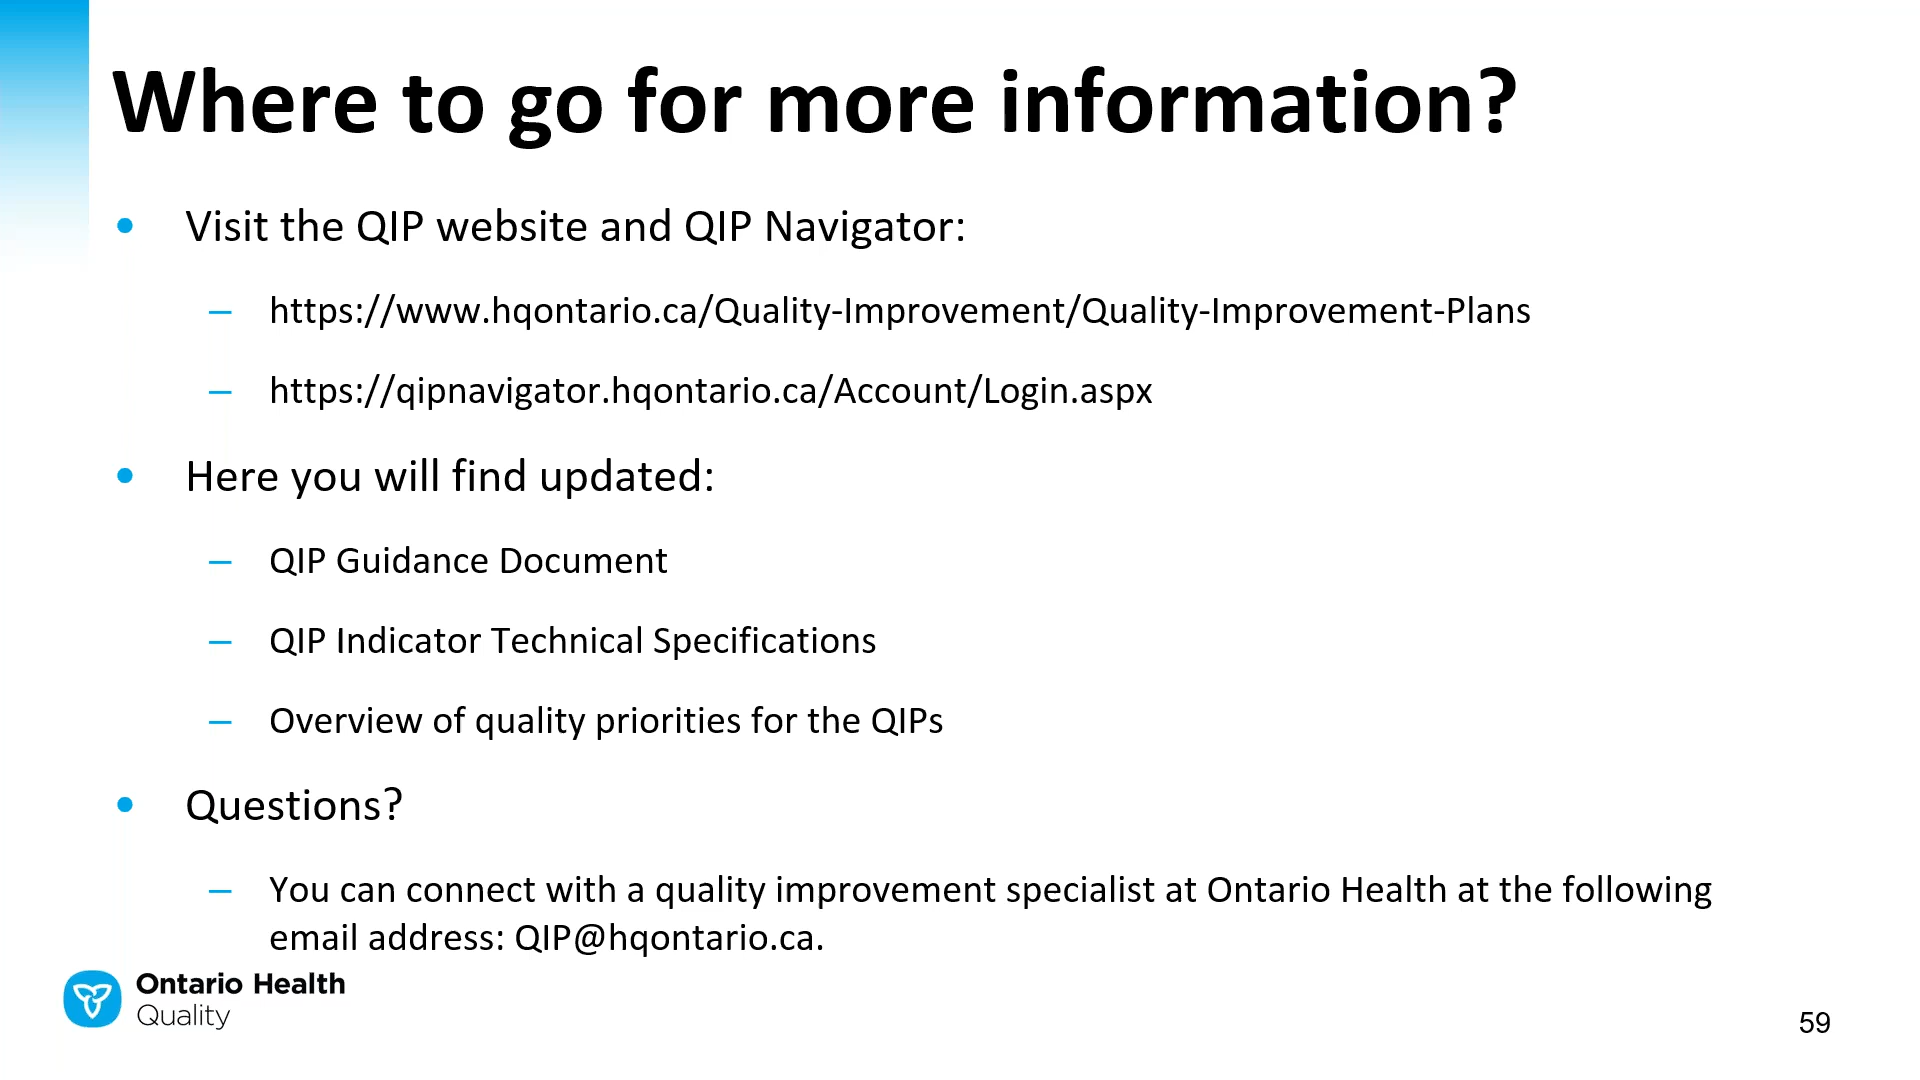 Where to go for more information?
• Visit the QIP website and QIP Navigator:
– https://www.hqontario.ca/Quality-Improvement/Quality-Improvement-Plans
– https://qipnavigator.hqontario.ca/Account/Login.aspx
• Here you will find updated:
– QIP Guidance Document
– QIP Indicator Technical Specifications
– Overview of quality priorities for the QIPs
• Questions?
– You can connect with a quality improvement specialist at Ontario Health at the following
email address: QIP@hqontario.ca.
Ontario Health
Quality
59